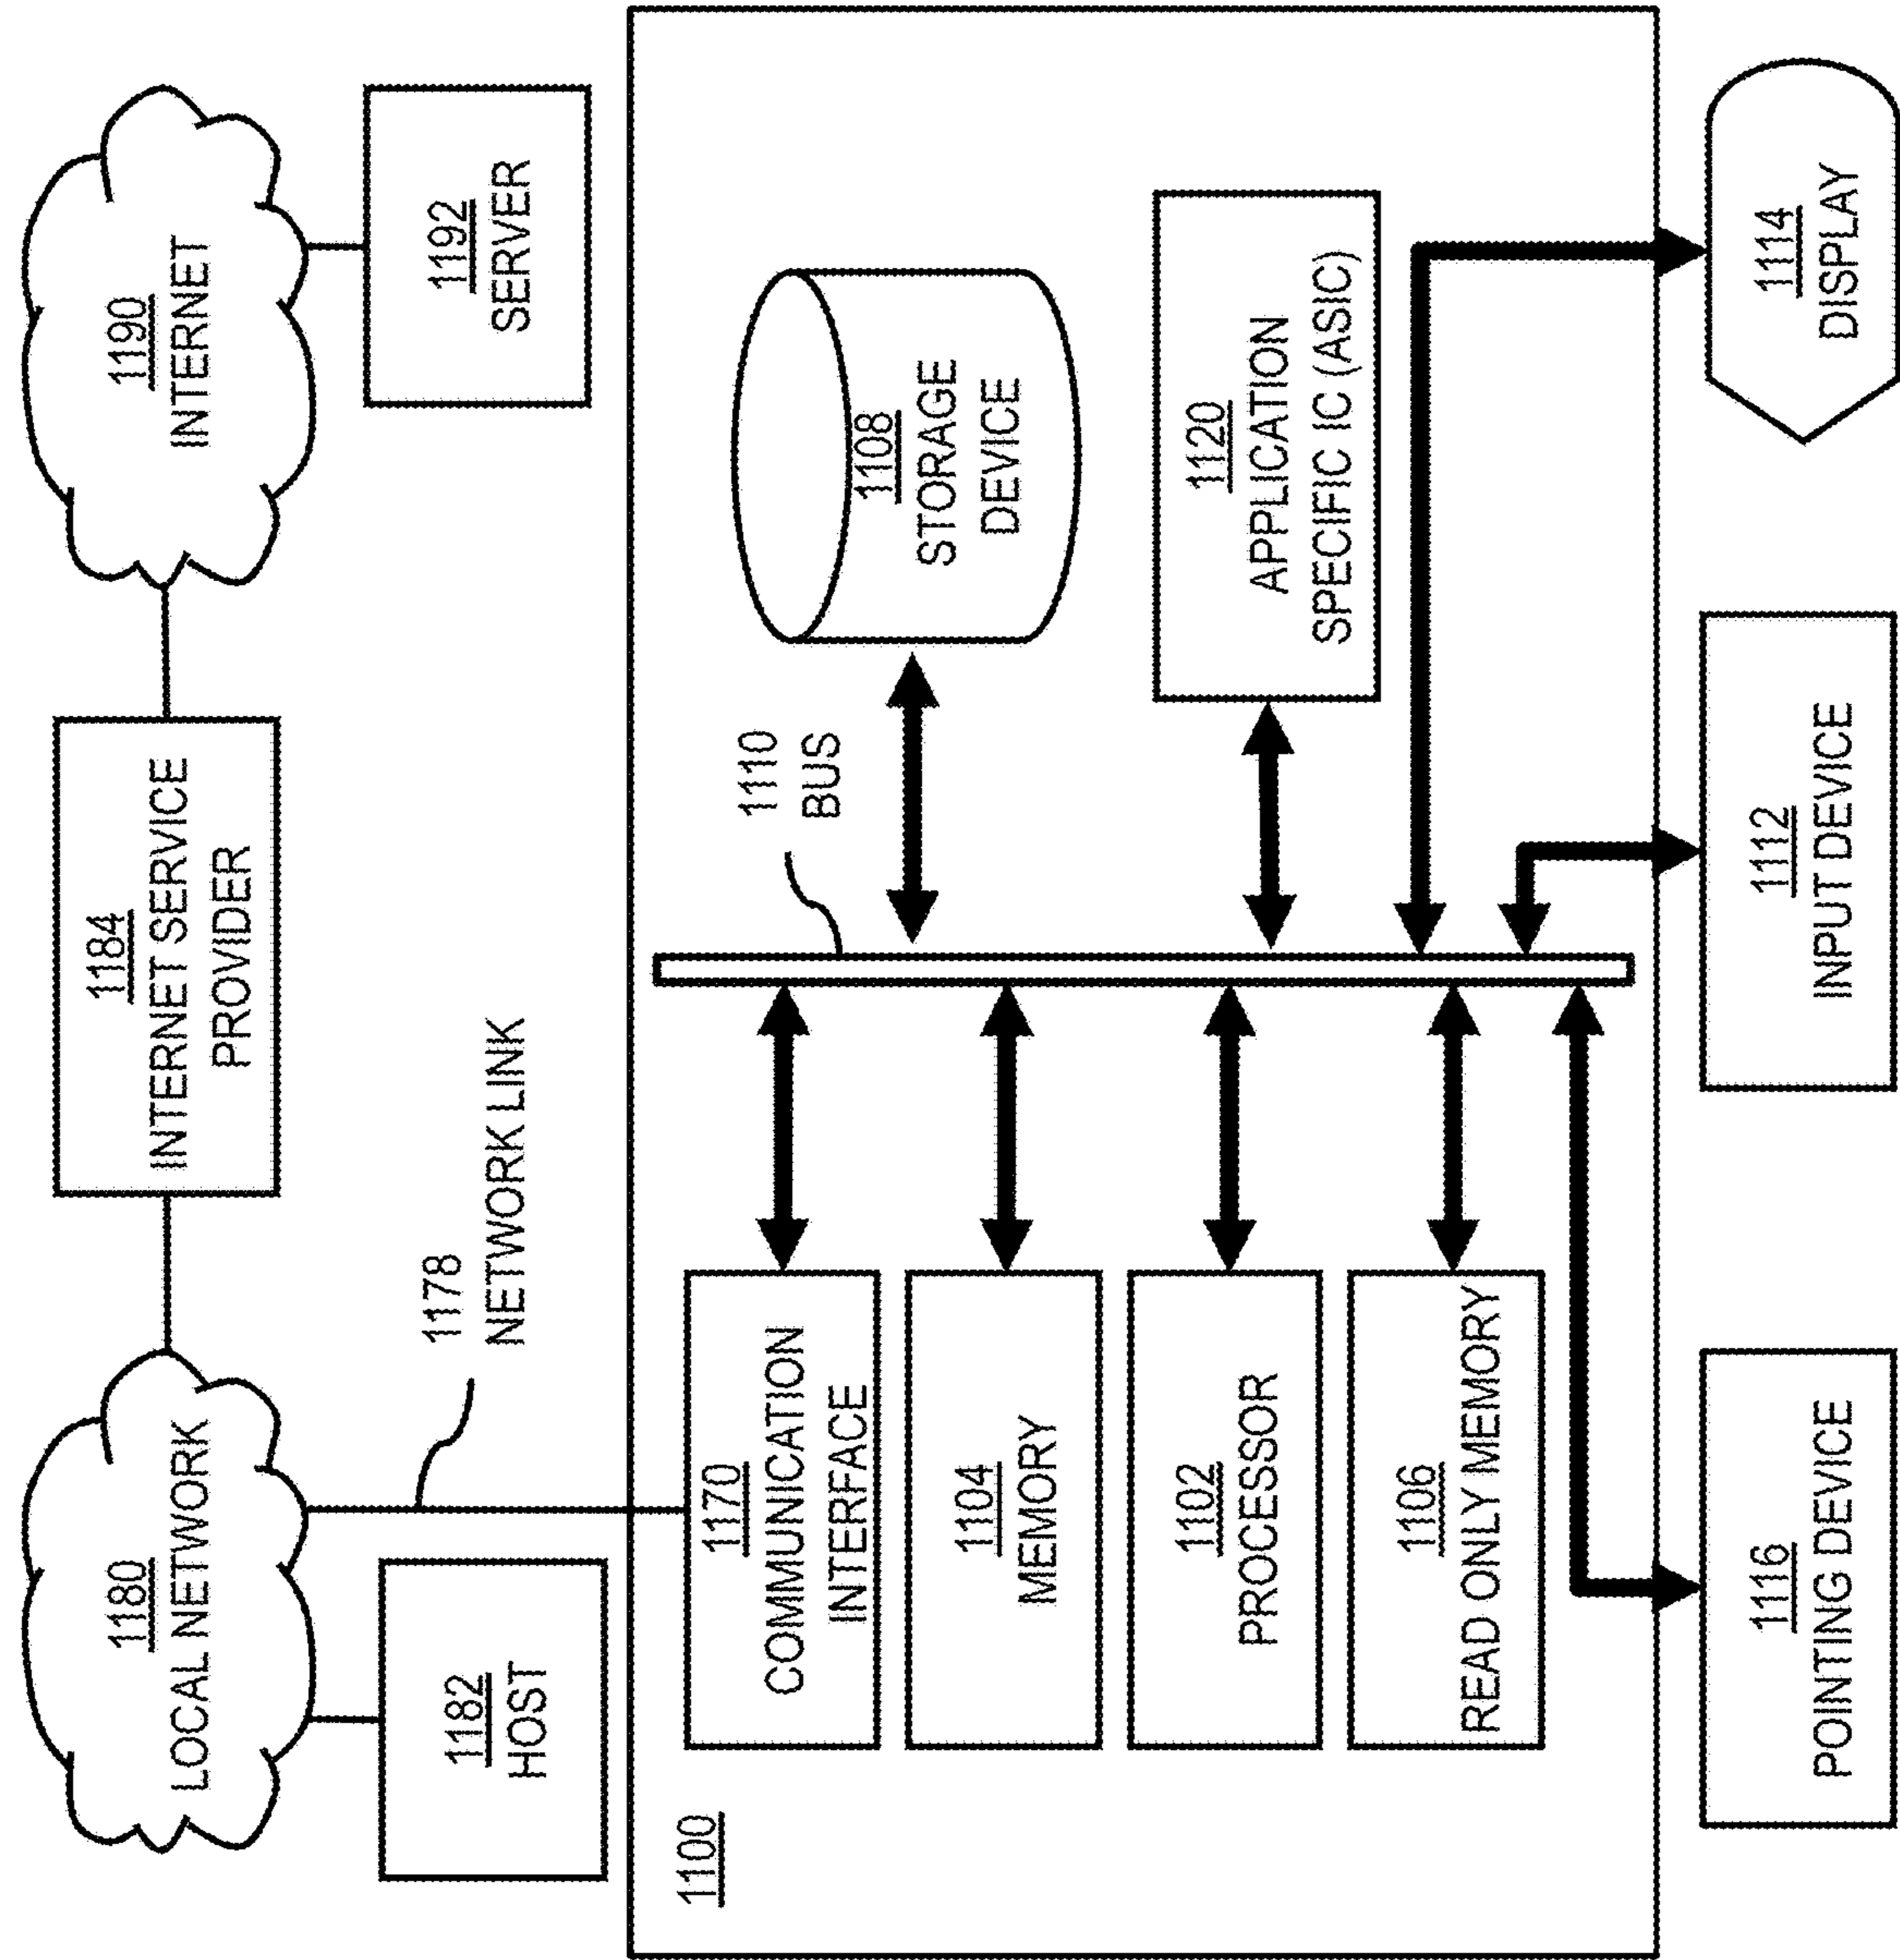 1180
LOCAL NETWORK
1184
INTERNET SERVICE
PROVIDER
1190
INTERNET
1182
HOST
1178
NETWORK LINK
1192
SERVER
1100
1170
COMMUNICATION
INTERFACE
1110
BUS
1108
STORAGE
DEVICE
1104
MEMORY
1102
PROCESSOR
1120
APPLICATION
SPECIFIC IC (ASIC)
1106
READ ONLY MEMORY
1116
POINTING DEVICE
1112
INPUT DEVICE
1114
DISPLAY